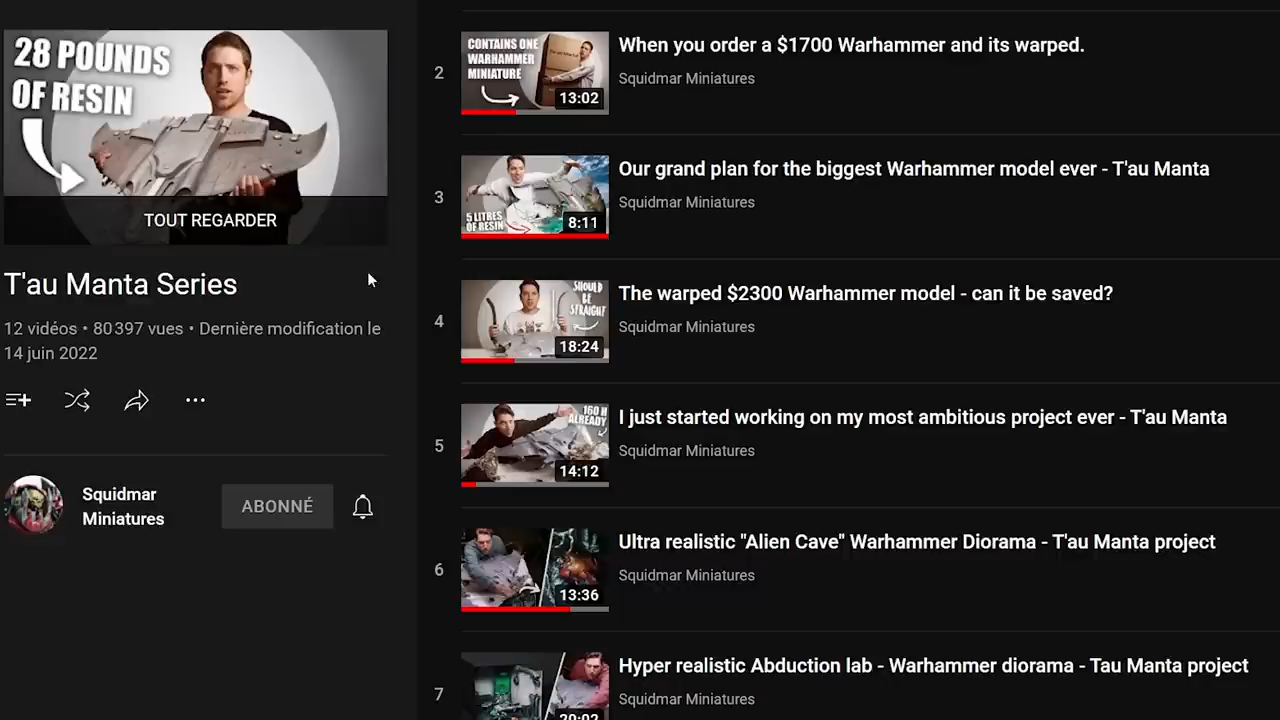 28 POUNDS
OF RESIN
TOUT REGARDER
T'au Manta Series
12 vidéos • 80 397 vues • Dernière modification le
14 juin 2022
Squidmar
Miniatures
ABONNÉ
2
CONTAINS ONE
WARHAMMER
MINIATURE
13:02
When you order a $1700 Warhammer and its warped.
Squidmar Miniatures
3
5 LITRES
OF RESIN
8:11
Our grand plan for the biggest Warhammer model ever - T'au Manta
Squidmar Miniatures
4
SHOULD
BE
STRAIGHT
18:24
The warped $2300 Warhammer model - can it be saved?
Squidmar Miniatures
5
160 H
ALREADY
14:12
I just started working on my most ambitious project ever - T'au Manta
Squidmar Miniatures
6
13:36
Ultra realistic "Alien Cave" Warhammer Diorama - T'au Manta project
Squidmar Miniatures
7
20:02
Hyper realistic Abduction lab - Warhammer diorama - Tau Manta project
Squidmar Miniatures